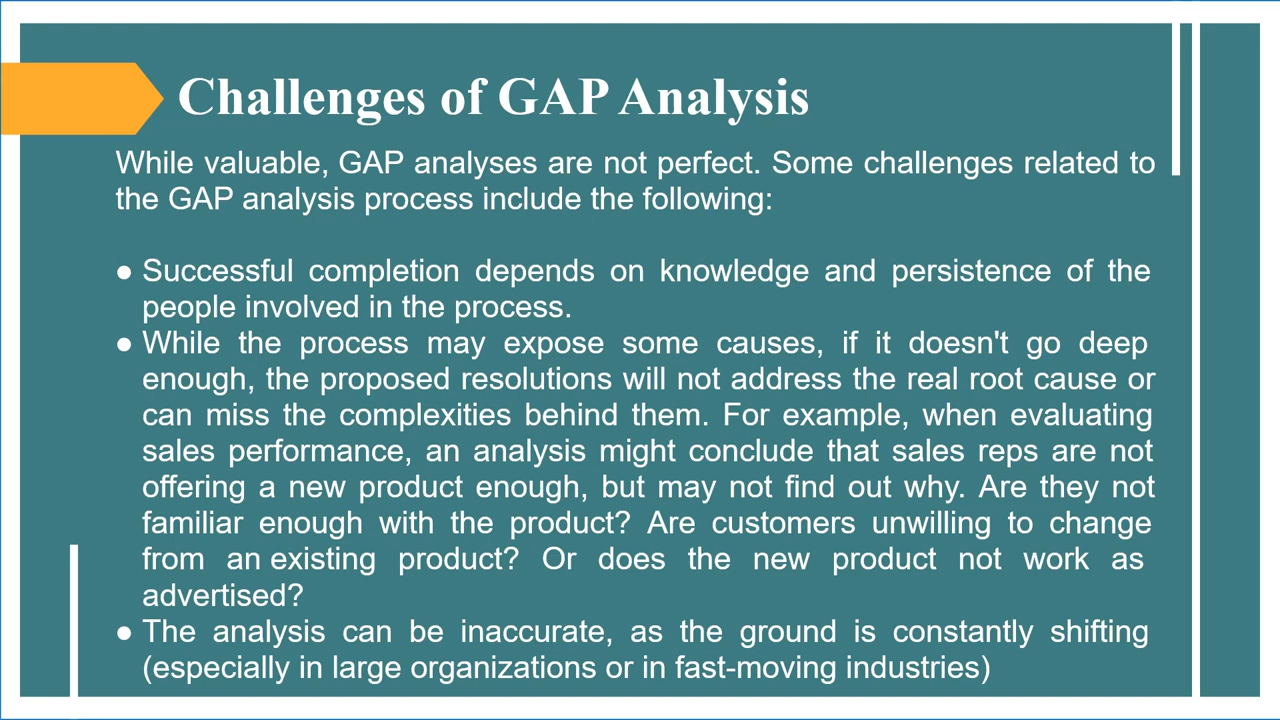 Challenges of GAP Analysis
While valuable, GAP analyses are not perfect. Some challenges related to
the GAP analysis process include the following:
● Successful completion depends on knowledge and persistence of the
people involved in the process.
● While the process may expose some causes, if it doesn't go deep
enough, the proposed resolutions will not address the real root cause or
can miss the complexities behind them. For example, when evaluating
sales performance, an analysis might conclude that sales reps are not
offering a new product enough, but may not find out why. Are they not
familiar enough with the product? Are customers unwilling to change
from an existing product? Or does the new product not work as
advertised?
● The analysis can be inaccurate, as the ground is constantly shifting
(especially in large organizations or in fast-moving industries)